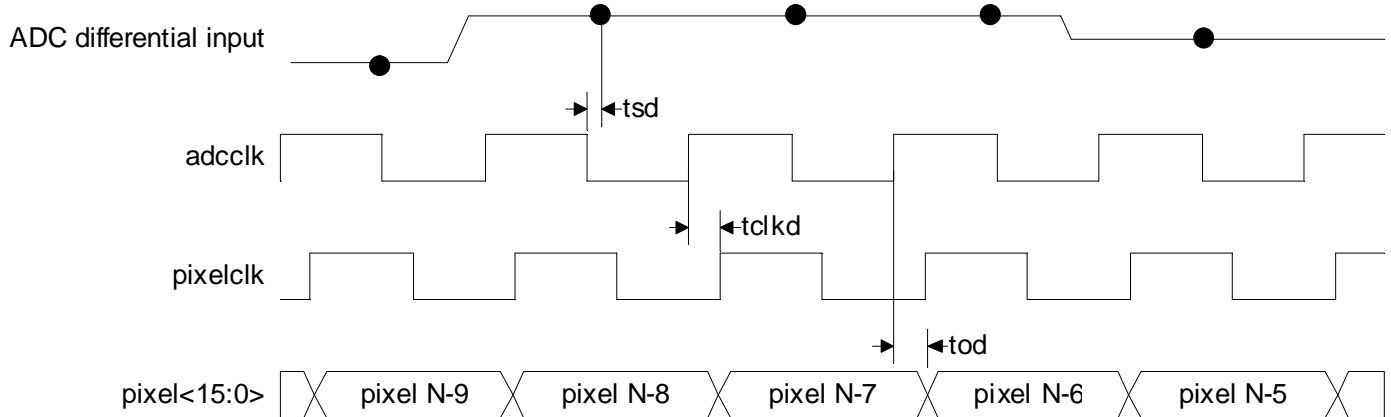 ADC differential input
tsd
adcclk
tclkd
pixelclk
tod
pixel<15:0>
pixel N-9
pixel N-8
pixel N-7
pixel N-6
pixel N-5